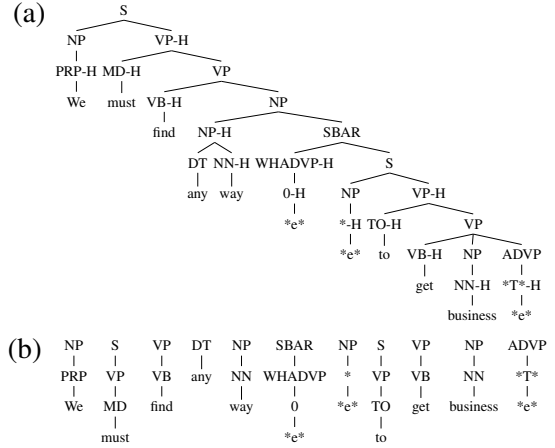 (a) S
NP VP-H
PRP-H MD-H VP
We must VB-H NP
find NP-H SBAR
DT NN-H WHADVP-H S
any way 0-H NP VP-H
*e* *-H TO-H VP
*e* to VB-H NP ADVP
get NN-H *T*-H
business *e*
(b) NP S VP DT NP SBAR NP S VP NP ADVP
PRP VP VB any NN WHADVP * VP VB NN *T*
We MD find way 0 *e* TO get business *e*
must *e* to